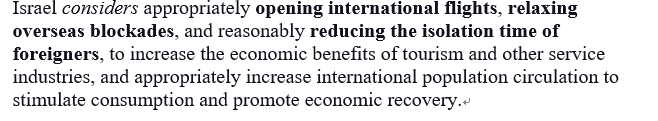 Israel considers appropriately opening international flights, relaxing
overseas blockades, and reasonably reducing the isolation time of
foreigners, to increase the economic benefits of tourism and other service
industries, and appropriately increase international population circulation to
stimulate consumption and promote economic recovery.↵